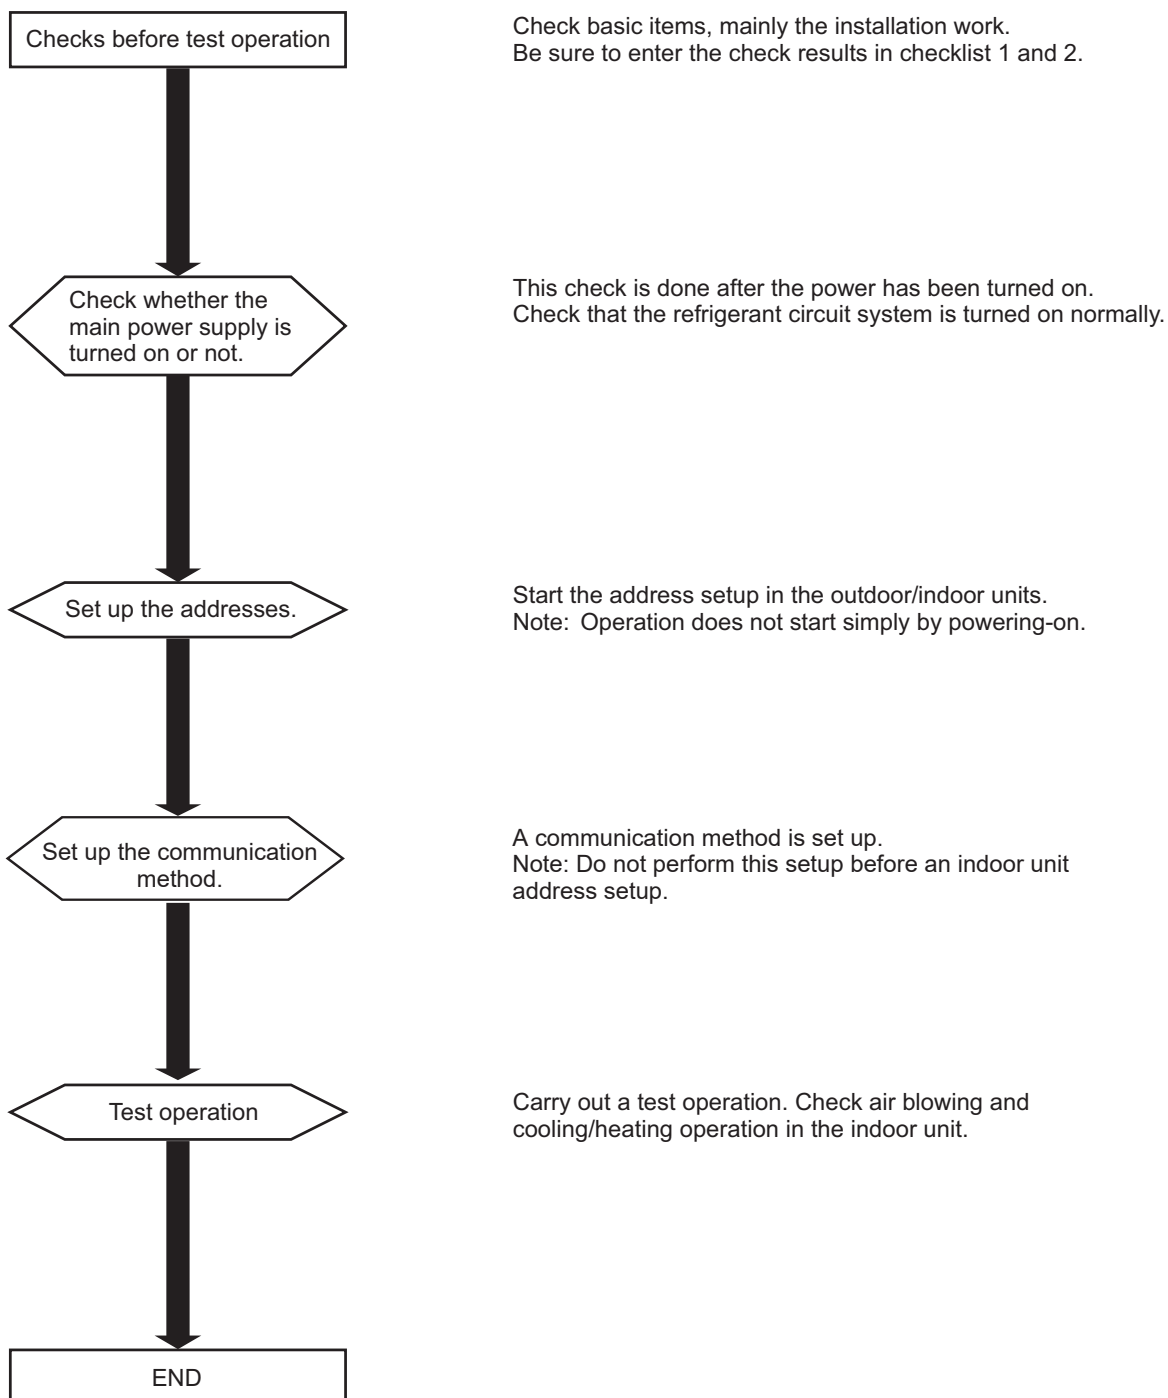 Checks before test operation
Check basic items, mainly the installation work.
Be sure to enter the check results in checklist 1 and 2.
Check whether the
main power supply is
turned on or not.
This check is done after the power has been turned on.
Check that the refrigerant circuit system is turned on normally.
Set up the addresses.
Start the address setup in the outdoor/indoor units.
Note: Operation does not start simply by powering-on.
Set up the communication
method.
A communication method is set up.
Note: Do not perform this setup before an indoor unit
address setup.
Test operation
Carry out a test operation. Check air blowing and
cooling/heating operation in the indoor unit.
END